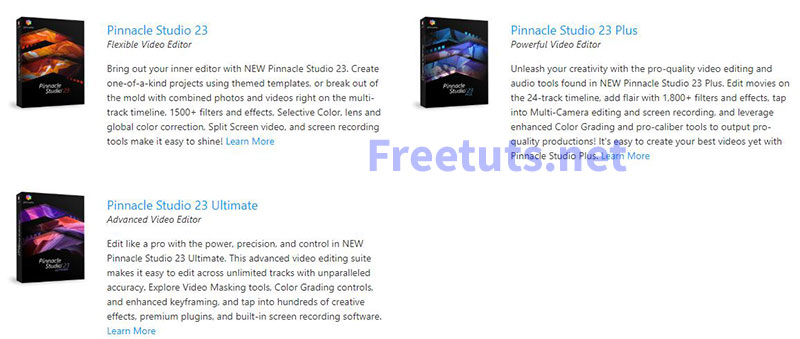 Pinnacle Studio 23
Flexible Video Editor
Bring out your inner editor with NEW Pinnacle Studio 23. Create
one-of-a-kind projects using themed templates, or break out of
the mold with combined photos and videos right on the multi-
track timeline. 1500+ filters and effects, Selective Color, lens and
global color correction, Split Screen video, and screen recording
tools make it easy to shine! Learn More
Pinnacle
Studio 23
Pinnacle Studio 23 Plus
Powerful Video Editor
Unleash your creativity with the pro-quality video editing and
audio tools found in NEW Pinnacle Studio 23 Plus. Edit movies on
the 24-track timeline, add flair with 1,800+ filters and effects, tap
into Multi-Camera editing and screen recording, and leverage
enhanced Color Grading and pro-caliber tools to output pro-
quality productions! It's easy to create your best videos yet with
Pinnacle Studio Plus. Learn More
Pinnacle
Studio 23
Freetuts.net
Pinnacle Studio 23 Ultimate
Advanced Video Editor
Edit like a pro with the power, precision, and control in NEW
Pinnacle Studio 23 Ultimate. This advanced video editing suite
makes it easy to edit across unlimited tracks with unparalleled
accuracy. Explore Video Masking tools, Color Grading controls,
and enhanced keyframing, and tap into hundreds of creative
effects, premium plugins, and built-in screen recording software.
Learn More
Pinnacle
Studio 23